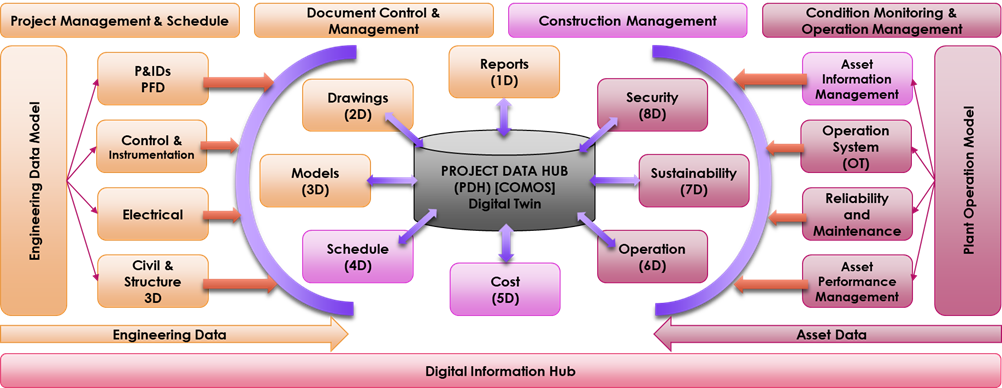 Project Management & Schedule
Document Control &
Management
Construction Management
Condition Monitoring &
Operation Management
Engineering Data Model
P&IDs
PFD
Control &
Instrumentation
Electrical
Civil &
Structure
3D
Reports
(1D)
Drawings
(2D)
Models
(3D)
Schedule
(4D)
Cost
(5D)
PROJECT DATA HUB
(PDH) [COMOS]
Digital Twin
Security
(8D)
Sustainability
(7D)
Operation
(6D)
Asset
Information
Management
Operation
System
(OT)
Reliability
and
Maintenance
Asset
Performance
Management
Plant Operation Model
Engineering Data
Asset Data
Digital Information Hub